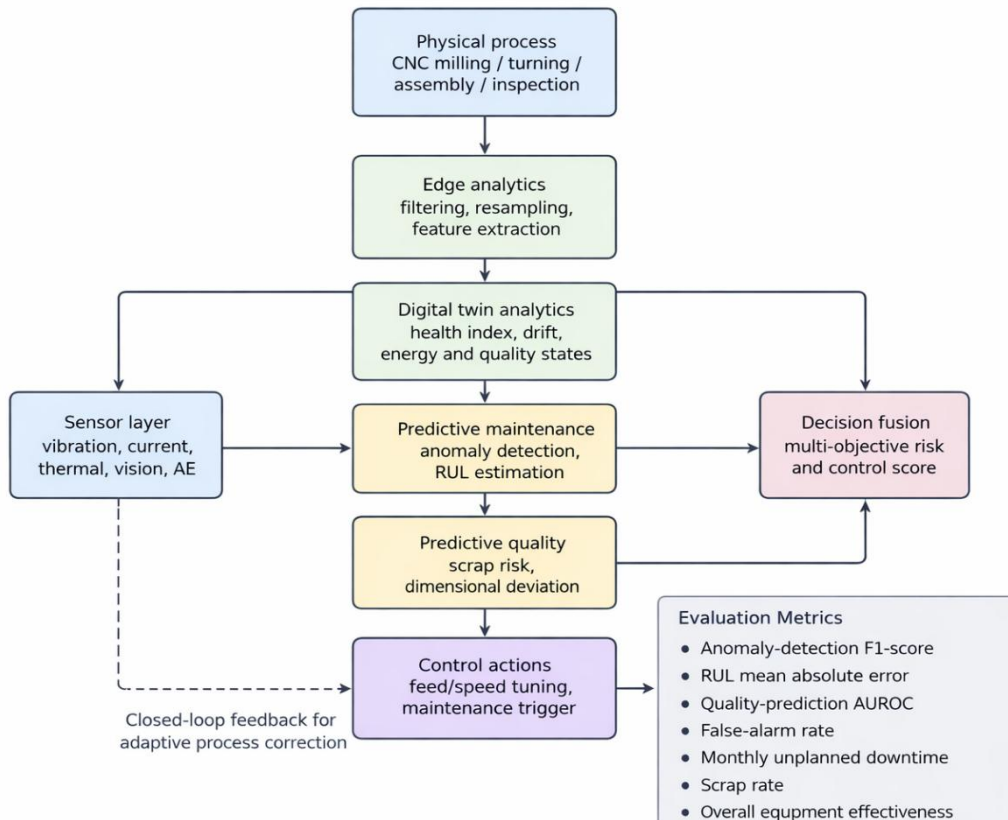 Physical process
CNC milling / turning /
assembly / inspection
Edge analytics
filtering, resampling,
feature extraction
Digital twin analytics
health index, drift,
energy and quality states
Sensor layer
vibration, current,
thermal, vision, AE
Predictive maintenance
anomaly detection,
RUL estimation
Decision fusion
multi-objective risk
and control score
Predictive quality
scrap risk,
dimensional deviation
Control actions
feed/speed tuning,
maintenance trigger
Closed-loop feedback for
adaptive process correction
Evaluation Metrics
• Anomaly-detection F1-score
• RUL mean absolute error
• Quality-prediction AUROC
• False-alarm rate
• Monthly unplanned downtime
• Scrap rate
• Overall equpment effectiveness